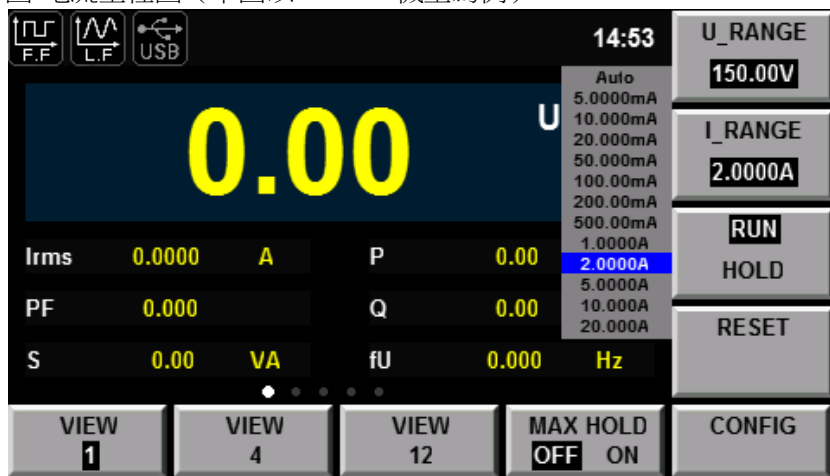 F.F L.F USB 14:53
U_RANGE
150.00V
Auto
5.0000mA
10.000mA
20.000mA
50.000mA
100.00mA
200.00mA
500.00mA
1.0000A
2.0000A
5.0000A
10.000A
20.000A
0.00 U
I_RANGE
2.0000A
RUN
HOLD
RESET
Irms 0.0000 A P 0.00
PF 0.000 Q 0.00
S 0.00 VA fU 0.000 Hz
VIEW
1
VIEW
4
VIEW
12
MAX HOLD
OFF ON
CONFIG